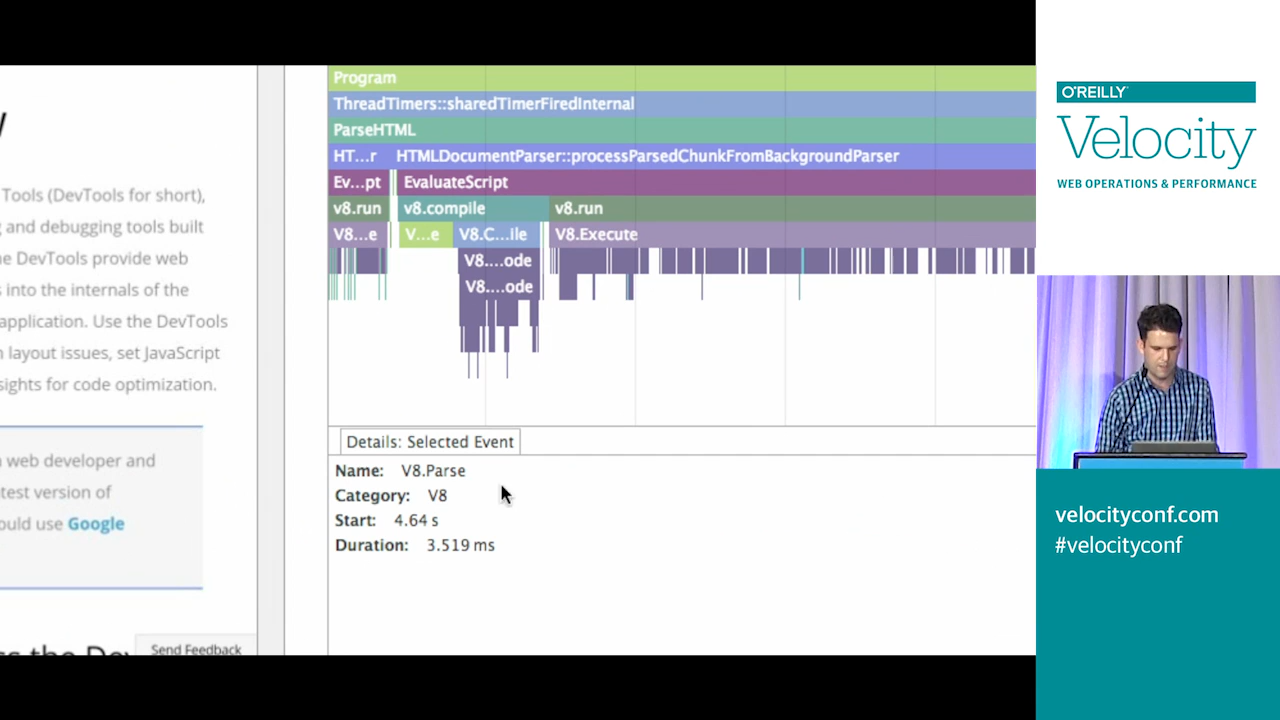 Tools (DevTools for short),
and debugging tools built
DevTools provide web
into the internals of the
application. Use the DevTools
layout issues, set JavaScript
for code optimization.
web developer and
version of
use Google
the
Send Feedback
Program
ThreadTimers::sharedTimerFiredInternal
ParseHTML
HT...r HTMLDocumentParser::processParsedChunkFromBackgroundParser
Ev...pt EvaluateScript
v8.run v8.compile v8.run
V8...e V...e V8.C...ile V8.Execute
V8....ode
V8....ode
Details: Selected Event
Name: V8.Parse
Category: V8
Start: 4.64 s
Duration: 3.519 ms
O'REILLY
Velocity
WEB OPERATIONS & PERFORMANCE
velocityconf.com
#velocityconf